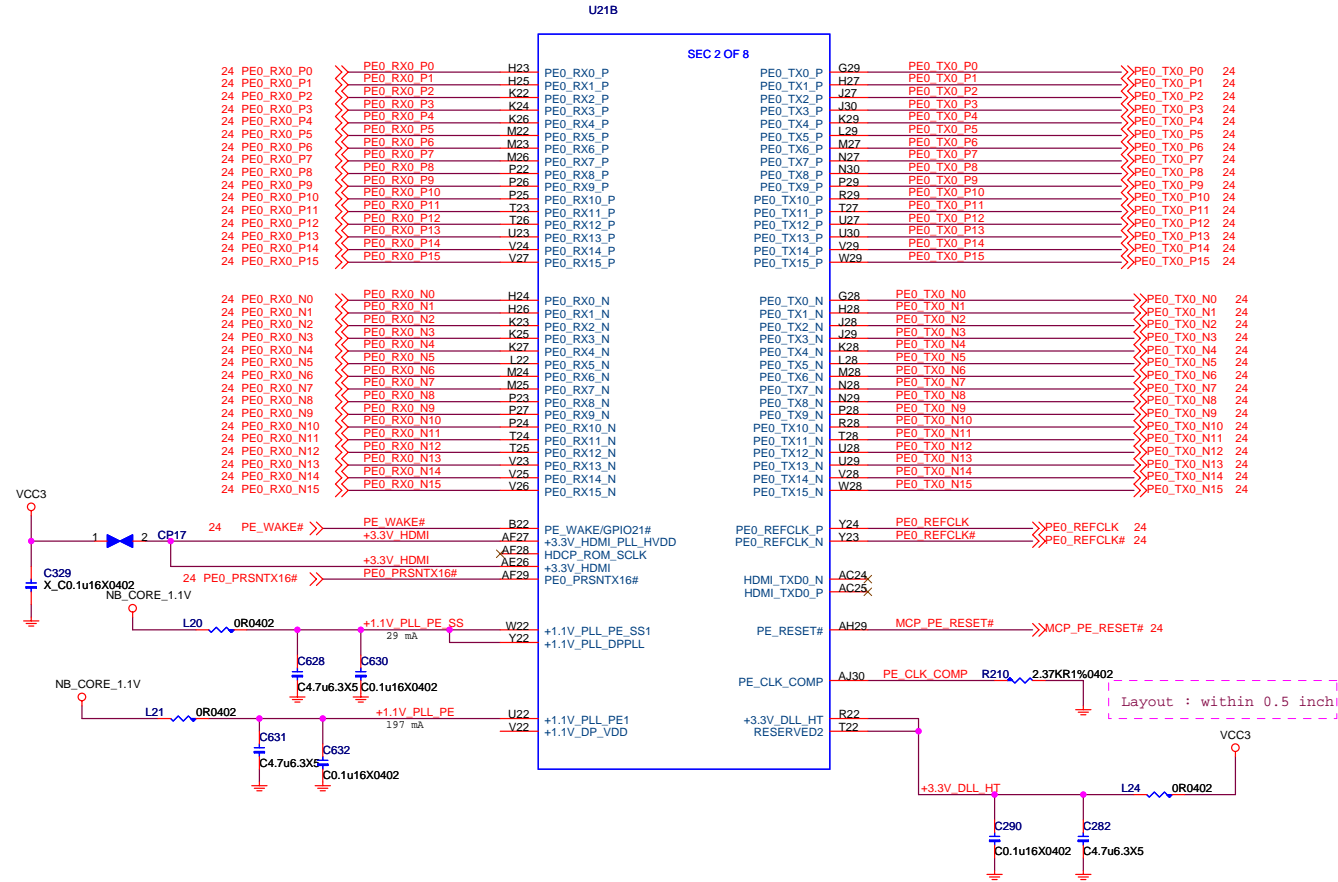 U21B
SEC 2 OF 8
24 PE0_RX0_P0 PE0_RX0_P0 H23 PE0_RX0_P PE0_TX0_P G29 PE0_TX0_P0 PE0_TX0_P0 24
24 PE0_RX0_P1 PE0_RX0_P1 H25 PE0_RX1_P PE0_TX1_P H27 PE0_TX0_P1 PE0_TX0_P1 24
24 PE0_RX0_P2 PE0_RX0_P2 K22 PE0_RX2_P PE0_TX2_P J27 PE0_TX0_P2 PE0_TX0_P2 24
24 PE0_RX0_P3 PE0_RX0_P3 K24 PE0_RX3_P PE0_TX3_P J30 PE0_TX0_P3 PE0_TX0_P3 24
24 PE0_RX0_P4 PE0_RX0_P4 K26 PE0_RX4_P PE0_TX4_P K29 PE0_TX0_P4 PE0_TX0_P4 24
24 PE0_RX0_P5 PE0_RX0_P5 M22 PE0_RX5_P PE0_TX5_P L29 PE0_TX0_P5 PE0_TX0_P5 24
24 PE0_RX0_P6 PE0_RX0_P6 M23 PE0_RX6_P PE0_TX6_P M27 PE0_TX0_P6 PE0_TX0_P6 24
24 PE0_RX0_P7 PE0_RX0_P7 M26 PE0_RX7_P PE0_TX7_P N27 PE0_TX0_P7 PE0_TX0_P7 24
24 PE0_RX0_P8 PE0_RX0_P8 P22 PE0_RX8_P PE0_TX8_P N30 PE0_TX0_P8 PE0_TX0_P8 24
24 PE0_RX0_P9 PE0_RX0_P9 P26 PE0_RX9_P PE0_TX9_P P29 PE0_TX0_P9 PE0_TX0_P9 24
24 PE0_RX0_P10 PE0_RX0_P10 P25 PE0_RX10_P PE0_TX10_P R29 PE0_TX0_P10 PE0_TX0_P10 24
24 PE0_RX0_P11 PE0_RX0_P11 T23 PE0_RX11_P PE0_TX11_P T27 PE0_TX0_P11 PE0_TX0_P11 24
24 PE0_RX0_P12 PE0_RX0_P12 T26 PE0_RX12_P PE0_TX12_P U27 PE0_TX0_P12 PE0_TX0_P12 24
24 PE0_RX0_P13 PE0_RX0_P13 U23 PE0_RX13_P PE0_TX13_P U30 PE0_TX0_P13 PE0_TX0_P13 24
24 PE0_RX0_P14 PE0_RX0_P14 V24 PE0_RX14_P PE0_TX14_P V29 PE0_TX0_P14 PE0_TX0_P14 24
24 PE0_RX0_P15 PE0_RX0_P15 V27 PE0_RX15_P PE0_TX15_P W29 PE0_TX0_P15 PE0_TX0_P15 24
24 PE0_RX0_N0 PE0_RX0_N0 H24 PE0_RX0_N PE0_TX0_N G28 PE0_TX0_N0 PE0_TX0_N0 24
24 PE0_RX0_N1 PE0_RX0_N1 H26 PE0_RX1_N PE0_TX1_N H28 PE0_TX0_N1 PE0_TX0_N1 24
24 PE0_RX0_N2 PE0_RX0_N2 K23 PE0_RX2_N PE0_TX2_N J28 PE0_TX0_N2 PE0_TX0_N2 24
24 PE0_RX0_N3 PE0_RX0_N3 K25 PE0_RX3_N PE0_TX3_N J29 PE0_TX0_N3 PE0_TX0_N3 24
24 PE0_RX0_N4 PE0_RX0_N4 K27 PE0_RX4_N PE0_TX4_N K28 PE0_TX0_N4 PE0_TX0_N4 24
24 PE0_RX0_N5 PE0_RX0_N5 L22 PE0_RX5_N PE0_TX5_N L28 PE0_TX0_N5 PE0_TX0_N5 24
24 PE0_RX0_N6 PE0_RX0_N6 M24 PE0_RX6_N PE0_TX6_N M28 PE0_TX0_N6 PE0_TX0_N6 24
24 PE0_RX0_N7 PE0_RX0_N7 M25 PE0_RX7_N PE0_TX7_N N28 PE0_TX0_N7 PE0_TX0_N7 24
24 PE0_RX0_N8 PE0_RX0_N8 P23 PE0_RX8_N PE0_TX8_N N29 PE0_TX0_N8 PE0_TX0_N8 24
24 PE0_RX0_N9 PE0_RX0_N9 P27 PE0_RX9_N PE0_TX9_N P28 PE0_TX0_N9 PE0_TX0_N9 24
24 PE0_RX0_N10 PE0_RX0_N10 P24 PE0_RX10_N PE0_TX10_N R28 PE0_TX0_N10 PE0_TX0_N10 24
24 PE0_RX0_N11 PE0_RX0_N11 T24 PE0_RX11_N PE0_TX11_N T28 PE0_TX0_N11 PE0_TX0_N11 24
24 PE0_RX0_N12 PE0_RX0_N12 T25 PE0_RX12_N PE0_TX12_N U28 PE0_TX0_N12 PE0_TX0_N12 24
24 PE0_RX0_N13 PE0_RX0_N13 V23 PE0_RX13_N PE0_TX13_N U29 PE0_TX0_N13 PE0_TX0_N13 24
24 PE0_RX0_N14 PE0_RX0_N14 V25 PE0_RX14_N PE0_TX14_N V28 PE0_TX0_N14 PE0_TX0_N14 24
24 PE0_RX0_N15 PE0_RX0_N15 V26 PE0_RX15_N PE0_TX15_N W28 PE0_TX0_N15 PE0_TX0_N15 24
VCC3
24 PE_WAKE# PE_WAKE# B22 PE_WAKE/GPIO21# PE0_REFCLK_P Y24 PE0_REFCLK PE0_REFCLK 24
1 2 CP17 +3.3V_HDMI AF27 +3.3V_HDMI_PLL_HVDD PE0_REFCLK_N Y23 PE0_REFCLK# PE0_REFCLK# 24
AF28 HDCP_ROM_SCLK
+3.3V_HDMI AE26 +3.3V_HDMI
C329
X_C0.1u16X0402
24 PE0_PRSNTX16# PE0_PRSNTX16# AF29 PE0_PRSNTX16# HDMI_TXD0_N AC24
HDMI_TXD0_P AC25
NB_CORE_1.1V
L20 0R0402 +1.1V_PLL_PE_SS W22 +1.1V_PLL_PE_SS1 PE_RESET# AH29 MCP_PE_RESET# MCP_PE_RESET# 24
29 mA Y22 +1.1V_PLL_DPPLL
C628 C630
C4.7u6.3X5 C0.1u16X0402
PE_CLK_COMP AJ30 PE_CLK_COMP R210 2.37KR1%0402
Layout : within 0.5 inch
NB_CORE_1.1V
L21 0R0402 +1.1V_PLL_PE U22 +1.1V_PLL_PE1 +3.3V_DLL_HT R22
197 mA V22 +1.1V_DP_VDD RESERVED2 T22
C631 C632
C4.7u6.3X5 C0.1u16X0402
VCC3
+3.3V_DLL_HT L24 0R0402
C290 C282
C0.1u16X0402 C4.7u6.3X5